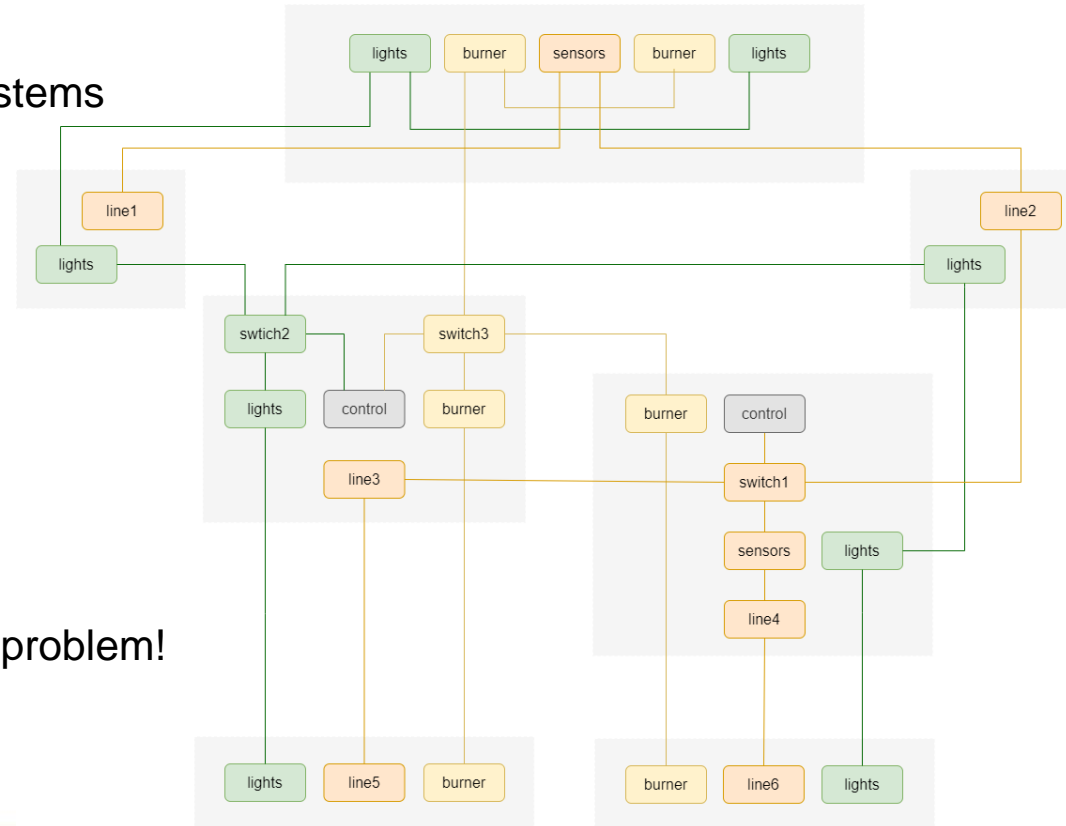 lights burner sensors burner lights
stems
line1 line2
lights lights
swtich2 switch3
lights control burner burner control
line3 switch1
sensors lights
line4
problem!
lights line5 burner burner line6 lights